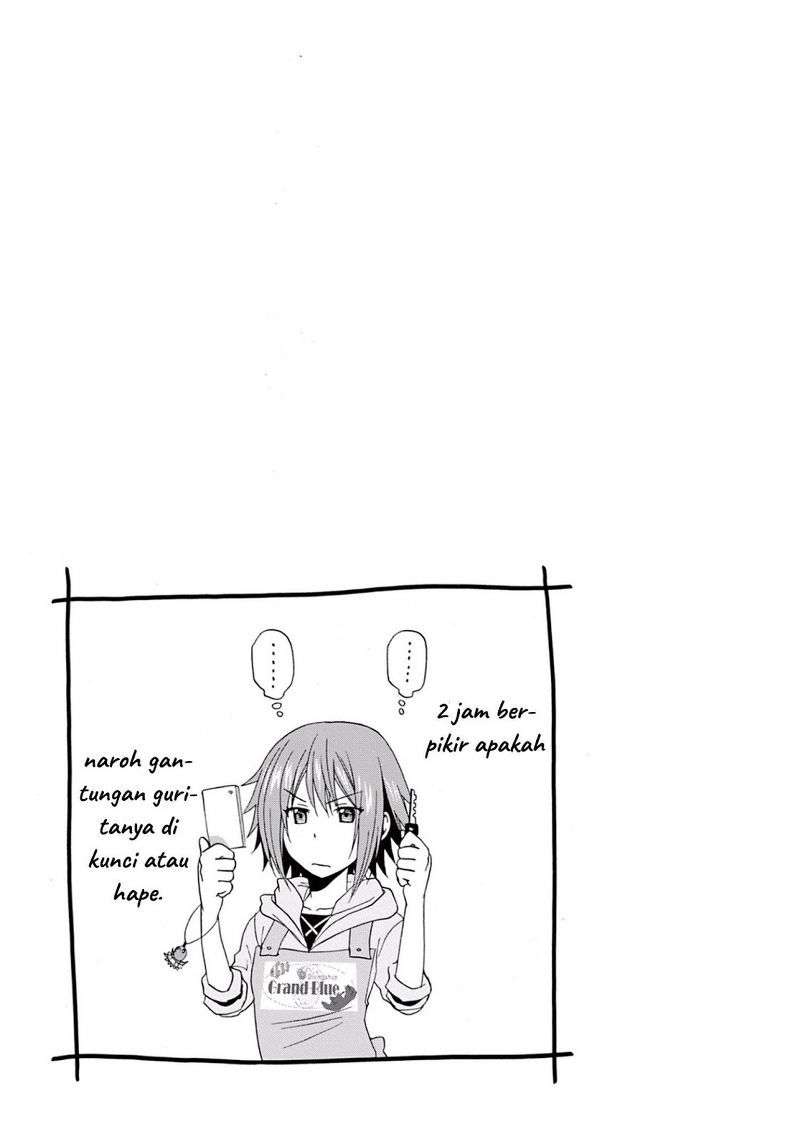 ........
........
2 jam ber-
pikir apakah
naroh gan-
tungan guri-
tanya di
kunci atau
hape.
Grand Blue